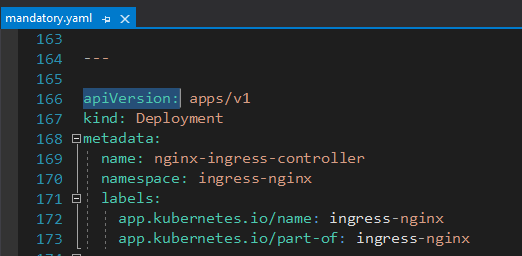 mandatory.yaml
163
164 ---
165
166 apiVersion: apps/v1
167 kind: Deployment
168 metadata:
169 name: nginx-ingress-controller
170 namespace: ingress-nginx
171 labels:
172 app.kubernetes.io/name: ingress-nginx
173 app.kubernetes.io/part-of: ingress-nginx